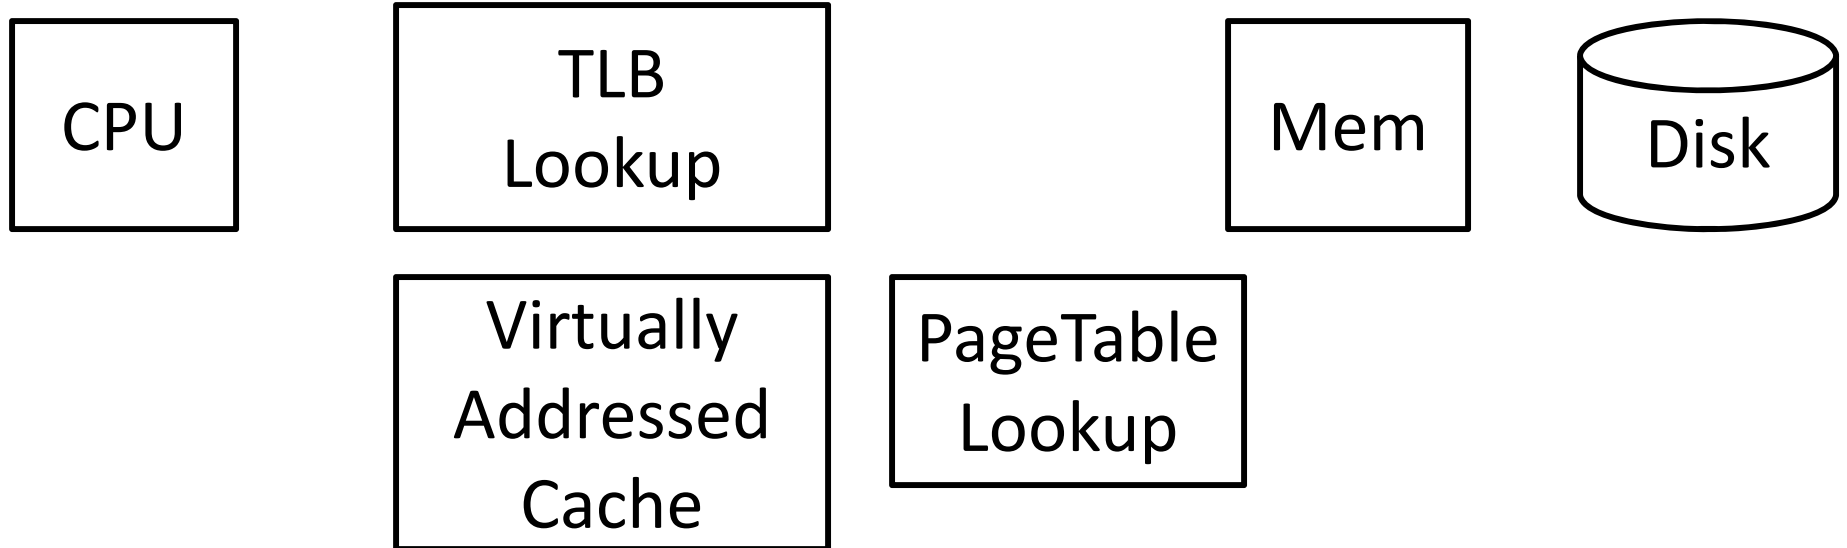 CPU
TLB
Lookup
Mem
Disk
Virtually
Addressed
Cache
PageTable
Lookup